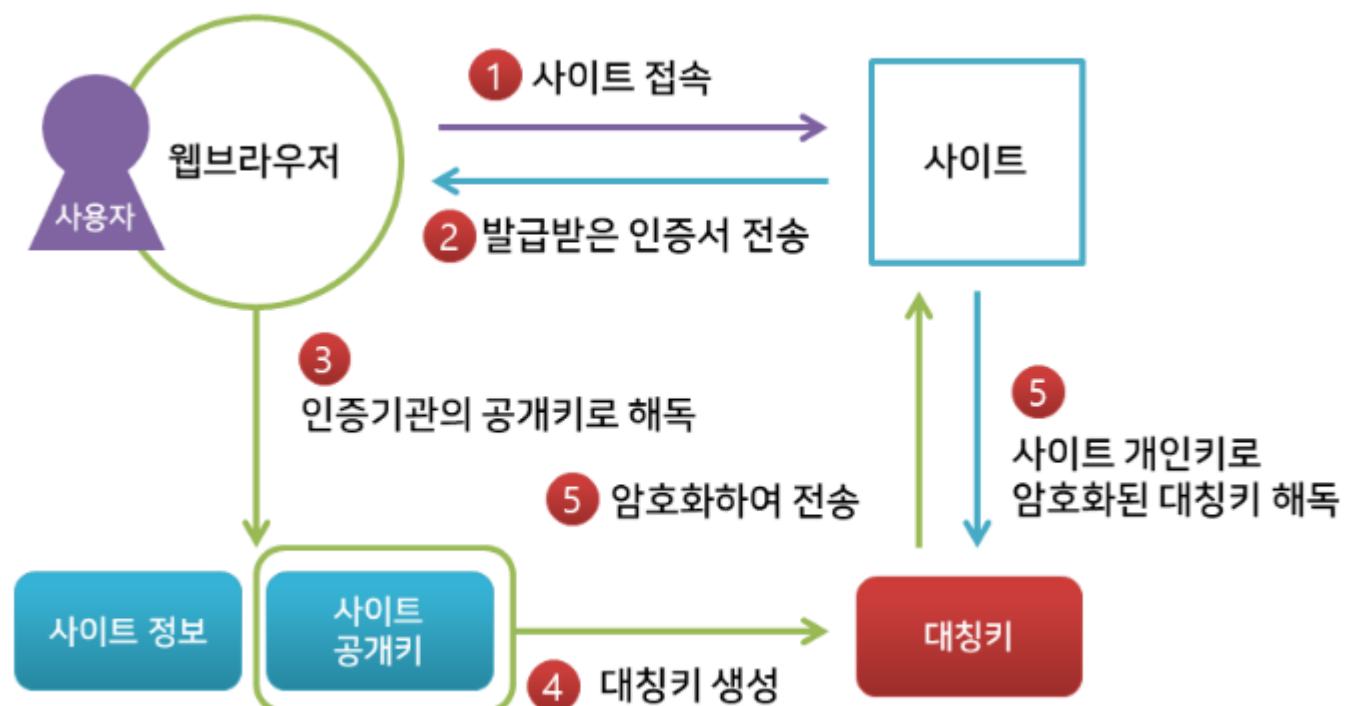 1 사이트 접속
웹브라우저
사이트
사용자
2 발급받은 인증서 전송
3
인증기관의 공개키로 해독
5
사이트 개인키로
암호화된 대칭키 해독
5 암호화하여 전송
사이트 정보
사이트
공개키
대칭키
4 대칭키 생성